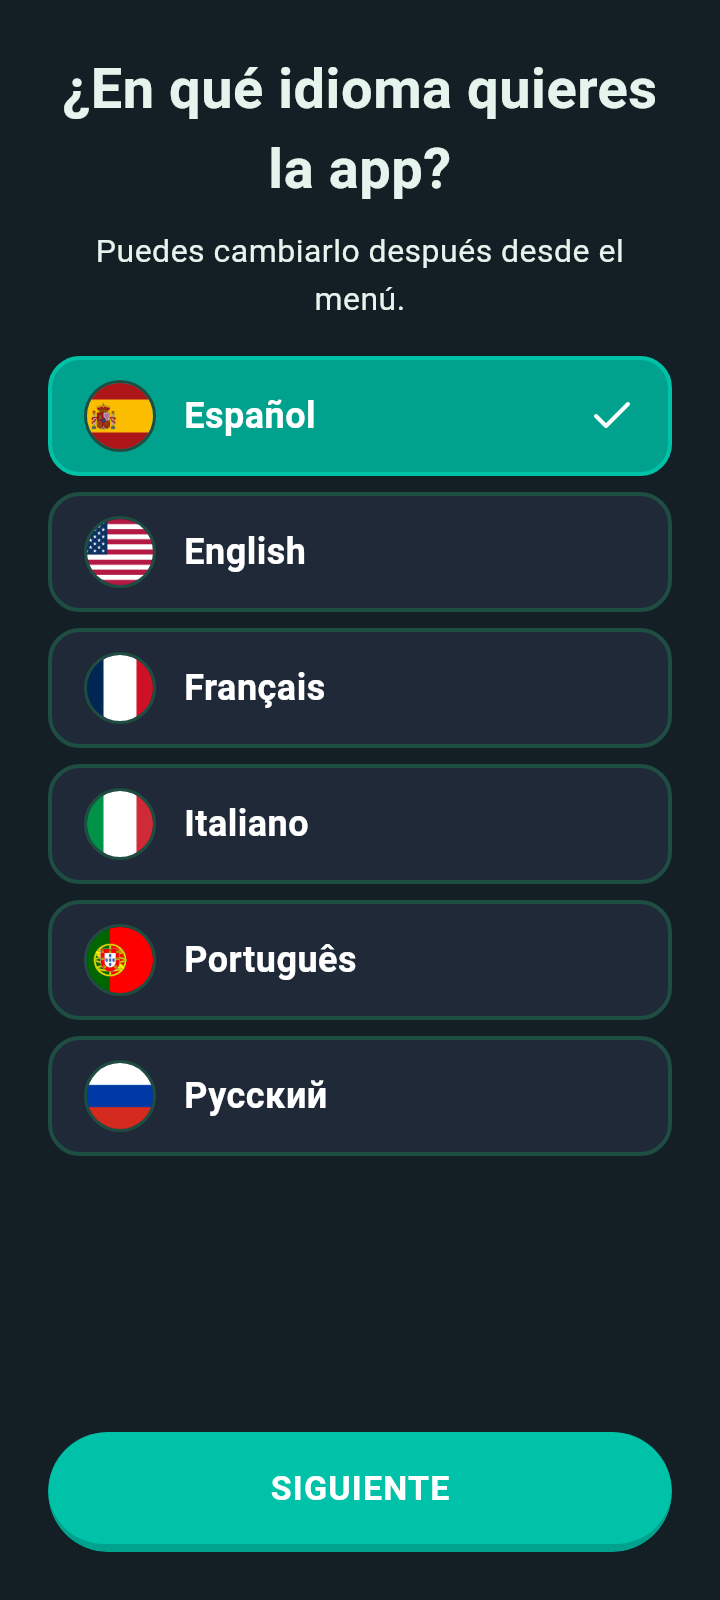 ¿En qué idioma quieres
la app?
Puedes cambiarlo después desde el
menú.
Español
English
Français
Italiano
Português
Русский
SIGUIENTE